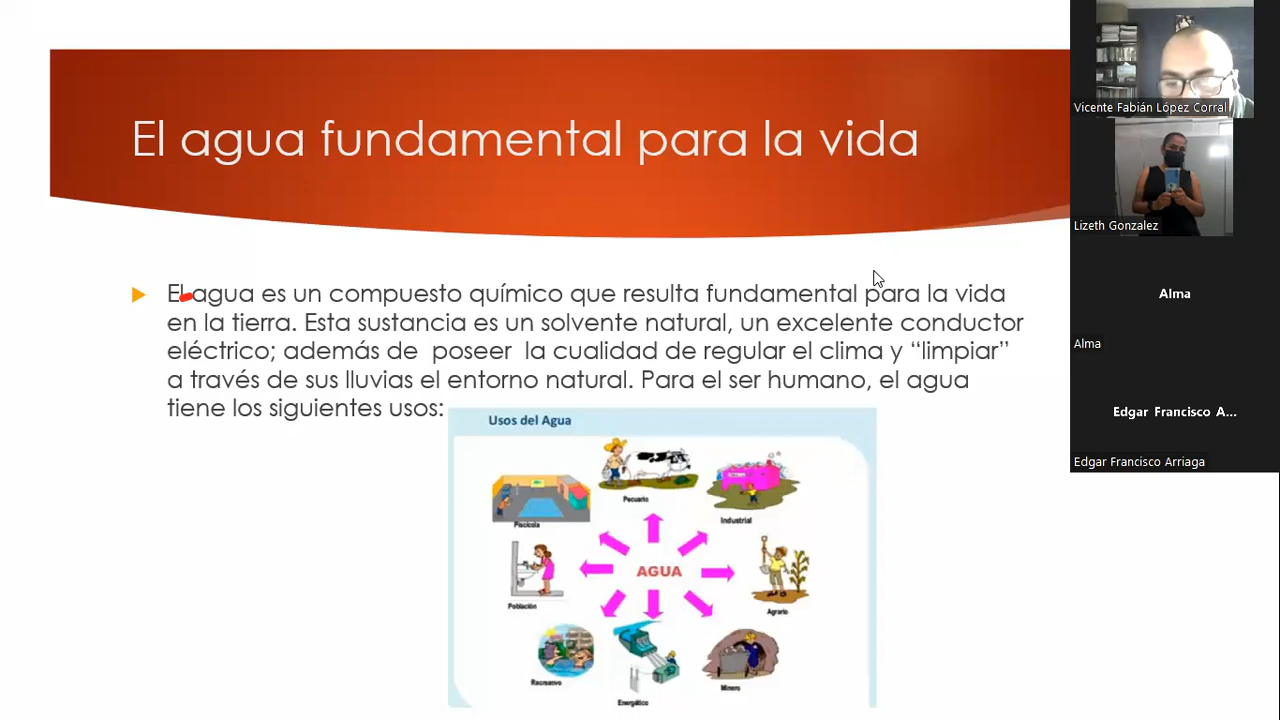 El agua fundamental para la vida
El agua es un compuesto químico que resulta fundamental para la vida
en la tierra. Esta sustancia es un solvente natural, un excelente conductor
eléctrico; además de poseer la cualidad de regular el clima y “limpiar”
a través de sus lluvias el entorno natural. Para el ser humano, el agua
tiene los siguientes usos:
Usos del Agua
Pecuario
Piscícola
Industrial
AGUA
Población
Agrario
Recreativo
Minero
Energético
Vicente Fabián López Corral
Lizeth Gonzalez
Alma
Alma
Edgar Francisco A...
Edgar Francisco Arriaga